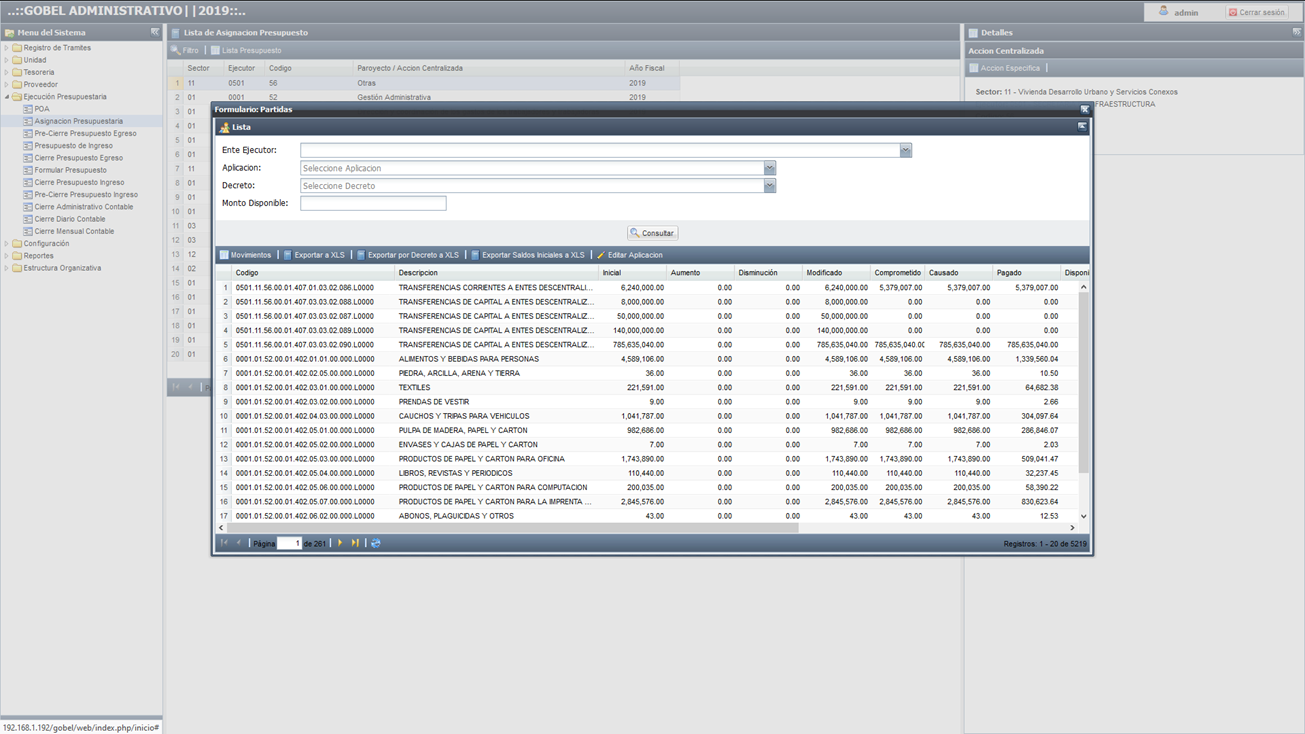 ..::GOBEL ADMINISTRATIVO||2019::..
admin
Cerrar sesión
Menu del Sistema
Registro de Tramites
Unidad
Tesoreria
Proveedor
Ejecución Presupuestaria
POA
Asignacion Presupuestaria
Pre-Cierre Presupuesto Egreso
Presupuesto de Ingreso
Cierre Presupuesto Egreso
Formular Presupuesto
Cierre Presupuesto Ingreso
Pre-Cierre Presupuesto Ingreso
Cierre Administrativo Contable
Cierre Diario Contable
Cierre Mensual Contable
Configuración
Reportes
Estructura Organizativa
192.168.1.192/gobel/web/index.php/inicio#
Lista de Asignacion Presupuesto
Filtro Lista Presupuesto
Sector Ejecutor Codigo Paroyecto / Accion Centralizada Año Fiscal
1 11 0501 56 Otras 2019
2 01 0001 52 Gestión Administrativa 2019
3 01
4 01
5 01
6 01
7 11
8 01
9 01
10 01
11 03
12 03
13 12
14 02
15 01
16 01
17 01
18 01
19 01
20 01
Detalles
Accion Centralizada
Accion Especifica
Sector: 11 - Vivienda Desarrollo Urbano y Servicios Conexos
FRAESTRUCTURA
Formulario: Partidas
Lista
Ente Ejecutor:
Aplicacion: Seleccione Aplicacion
Decreto: Seleccione Decreto
Monto Disponible:
Consultar
Movimientos Exportar a XLS Exportar por Decreto a XLS Exportar Saldos Iniciales a XLS Editar Aplicacion
Codigo Descripcion Inicial Aumento Disminución Modificado Comprometido Causado Pagado Disponi
1 0501.11.56.00.01.407.01.03.02.086.L0000 TRANSFERENCIAS CORRIENTES A ENTES DESCENTRALI... 6,240,000.00 0.00 0.00 6,240,000.00 5,379,007.00 5,379,007.00 5,379,007.00
2 0501.11.56.00.01.407.03.03.02.088.L0000 TRANSFERENCIAS DE CAPITAL A ENTES DESCENTRALIZ... 8,000,000.00 0.00 0.00 8,000,000.00 0.00 0.00 0.00
3 0501.11.56.00.01.407.03.03.02.087.L0000 TRANSFERENCIAS DE CAPITAL A ENTES DESCENTRALIZ... 50,000,000.00 0.00 0.00 50,000,000.00 0.00 0.00 0.00
4 0501.11.56.00.01.407.03.03.02.089.L0000 TRANSFERENCIAS DE CAPITAL A ENTES DESCENTRALIZ... 140,000,000.00 0.00 0.00 140,000,000.00 0.00 0.00 0.00
5 0501.11.56.00.01.407.03.03.02.090.L0000 TRANSFERENCIAS DE CAPITAL A ENTES DESCENTRALIZ... 785,635,040.00 0.00 0.00 785,635,040.00 785,635,040.00 785,635,040.00 785,635,040.00
6 0001.01.52.00.01.402.01.01.00.000.L0000 ALIMENTOS Y BEBIDAS PARA PERSONAS 4,589,106.00 0.00 0.00 4,589,106.00 4,589,106.00 4,589,106.00 1,339,560.04
7 0001.01.52.00.01.402.02.05.00.000.L0000 PIEDRA, ARCILLA, ARENA Y TIERRA 36.00 0.00 0.00 36.00 36.00 36.00 10.50
8 0001.01.52.00.01.402.03.01.00.000.L0000 TEXTILES 221,591.00 0.00 0.00 221,591.00 221,591.00 221,591.00 64,682.38
9 0001.01.52.00.01.402.03.02.00.000.L0000 PRENDAS DE VESTIR 9.00 0.00 0.00 9.00 9.00 9.00 2.66
10 0001.01.52.00.01.402.04.03.00.000.L0000 CAUCHOS Y TRIPAS PARA VEHICULOS 1,041,787.00 0.00 0.00 1,041,787.00 1,041,787.00 1,041,787.00 304,097.64
11 0001.01.52.00.01.402.05.01.00.000.L0000 PULPA DE MADERA, PAPEL Y CARTON 982,686.00 0.00 0.00 982,686.00 982,686.00 982,686.00 286,846.07
12 0001.01.52.00.01.402.05.02.00.000.L0000 ENVASES Y CAJAS DE PAPEL Y CARTON 7.00 0.00 0.00 7.00 7.00 7.00 2.03
13 0001.01.52.00.01.402.05.03.00.000.L0000 PRODUCTOS DE PAPEL Y CARTON PARA OFICINA 1,743,890.00 0.00 0.00 1,743,890.00 1,743,890.00 1,743,890.00 509,041.47
14 0001.01.52.00.01.402.05.04.00.000.L0000 LIBROS, REVISTAS Y PERIODICOS 110,440.00 0.00 0.00 110,440.00 110,440.00 110,440.00 32,237.45
15 0001.01.52.00.01.402.05.06.00.000.L0000 PRODUCTOS DE PAPEL Y CARTON PARA COMPUTACION 200,035.00 0.00 0.00 200,035.00 200,035.00 200,035.00 58,390.22
16 0001.01.52.00.01.402.05.07.00.000.L0000 PRODUCTOS DE PAPEL Y CARTON PARA LA IMPRENTA ... 2,845,576.00 0.00 0.00 2,845,576.00 2,845,576.00 2,845,576.00 830,623.64
17 0001.01.52.00.01.402.06.02.00.000.L0000 ABONOS, PLAGUICIDAS Y OTROS 43.00 0.00 0.00 43.00 43.00 43.00 12.53
Página 1 de 261
Registros: 1 - 20 de 5219